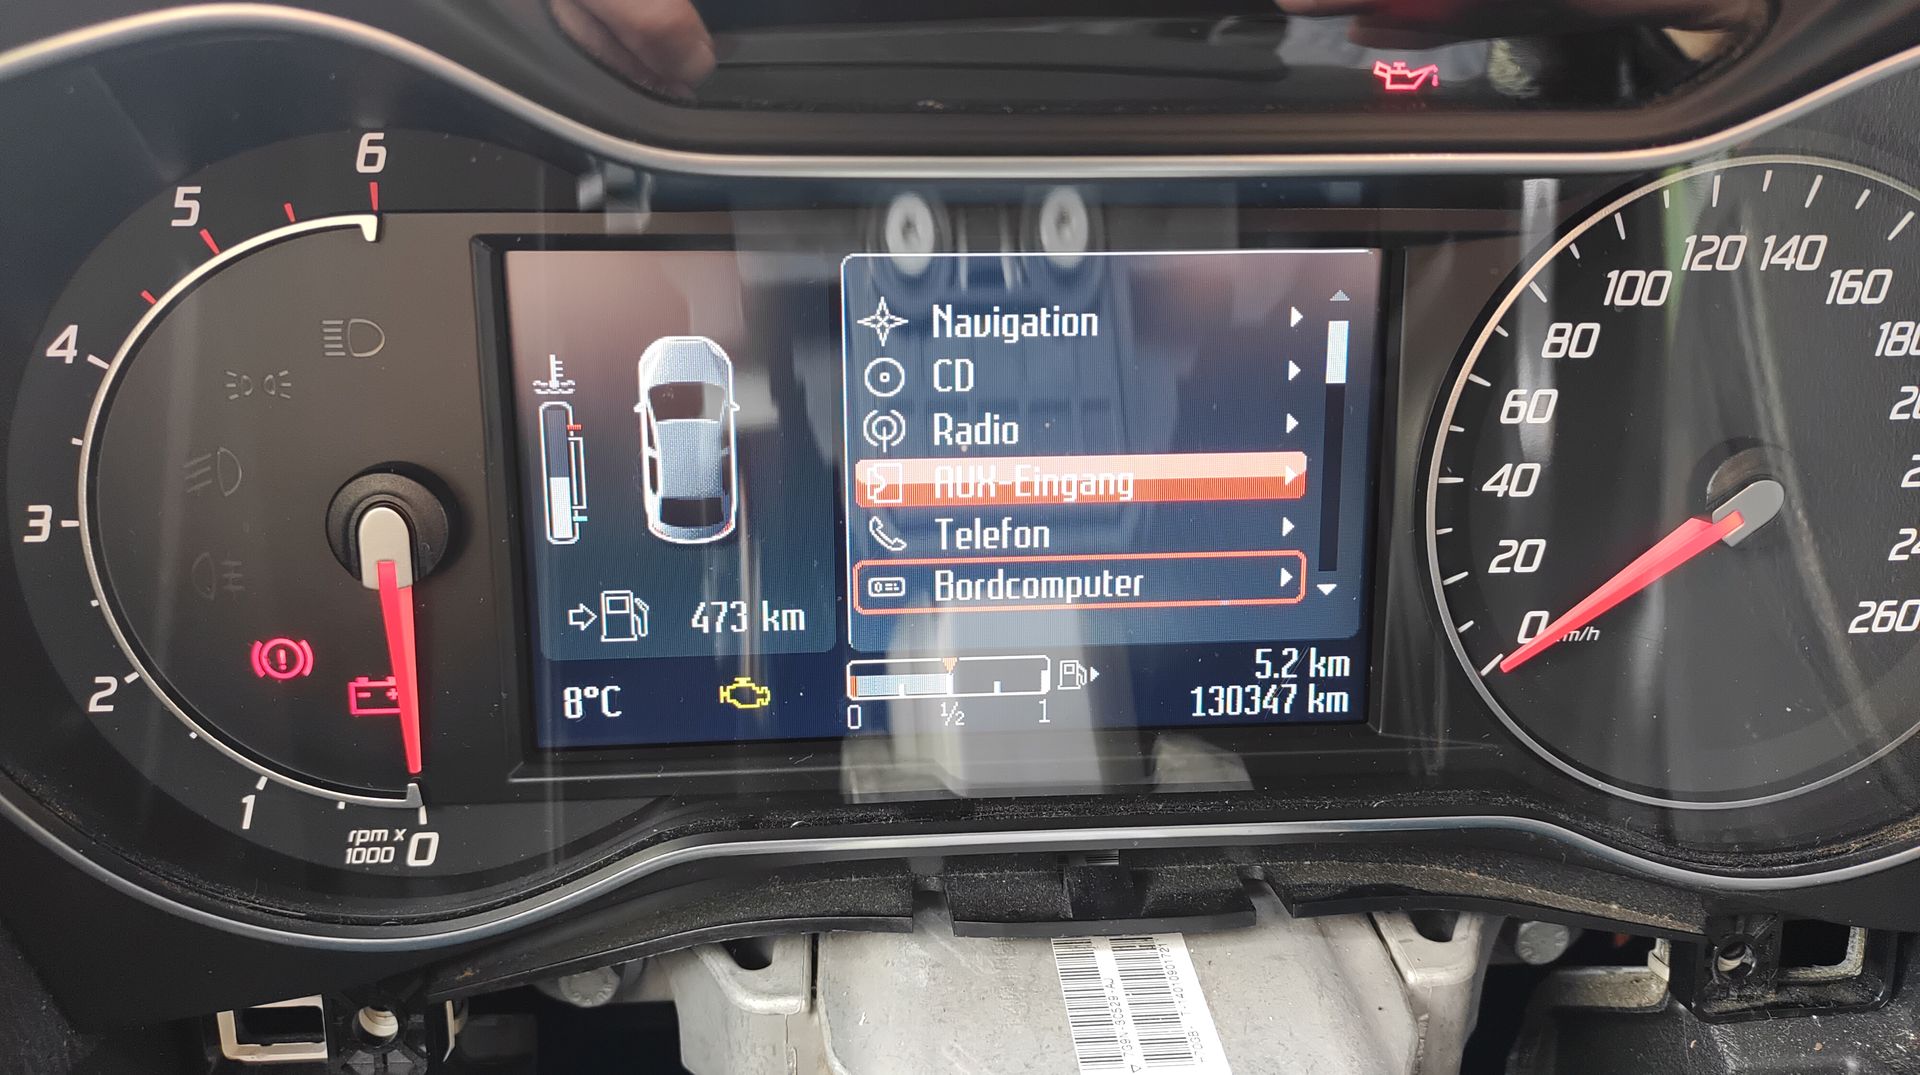 6
5
4
3
2
1
rpm x
1000
0
Navigation
CD
Radio
AUX-Eingang
Telefon
Bordcomputer
473 km
8°C
0
½
1
5.2 km
130347 km
0
20
40
60
80
100
120
140
160
260